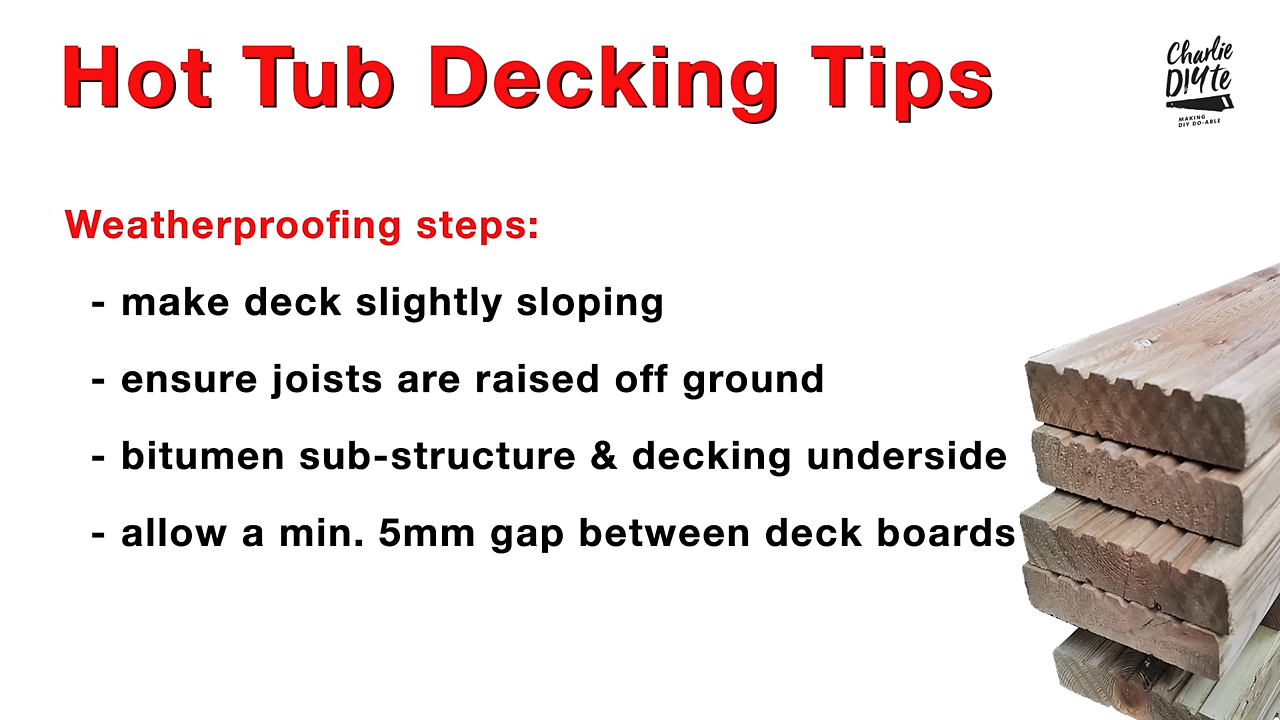 Hot Tub Decking Tips
Charlie
DIYte
MAKING
DIY DO-ABLE
Weatherproofing steps:
- make deck slightly sloping
- ensure joists are raised off ground
- bitumen sub-structure & decking underside
- allow a min. 5mm gap between deck boards